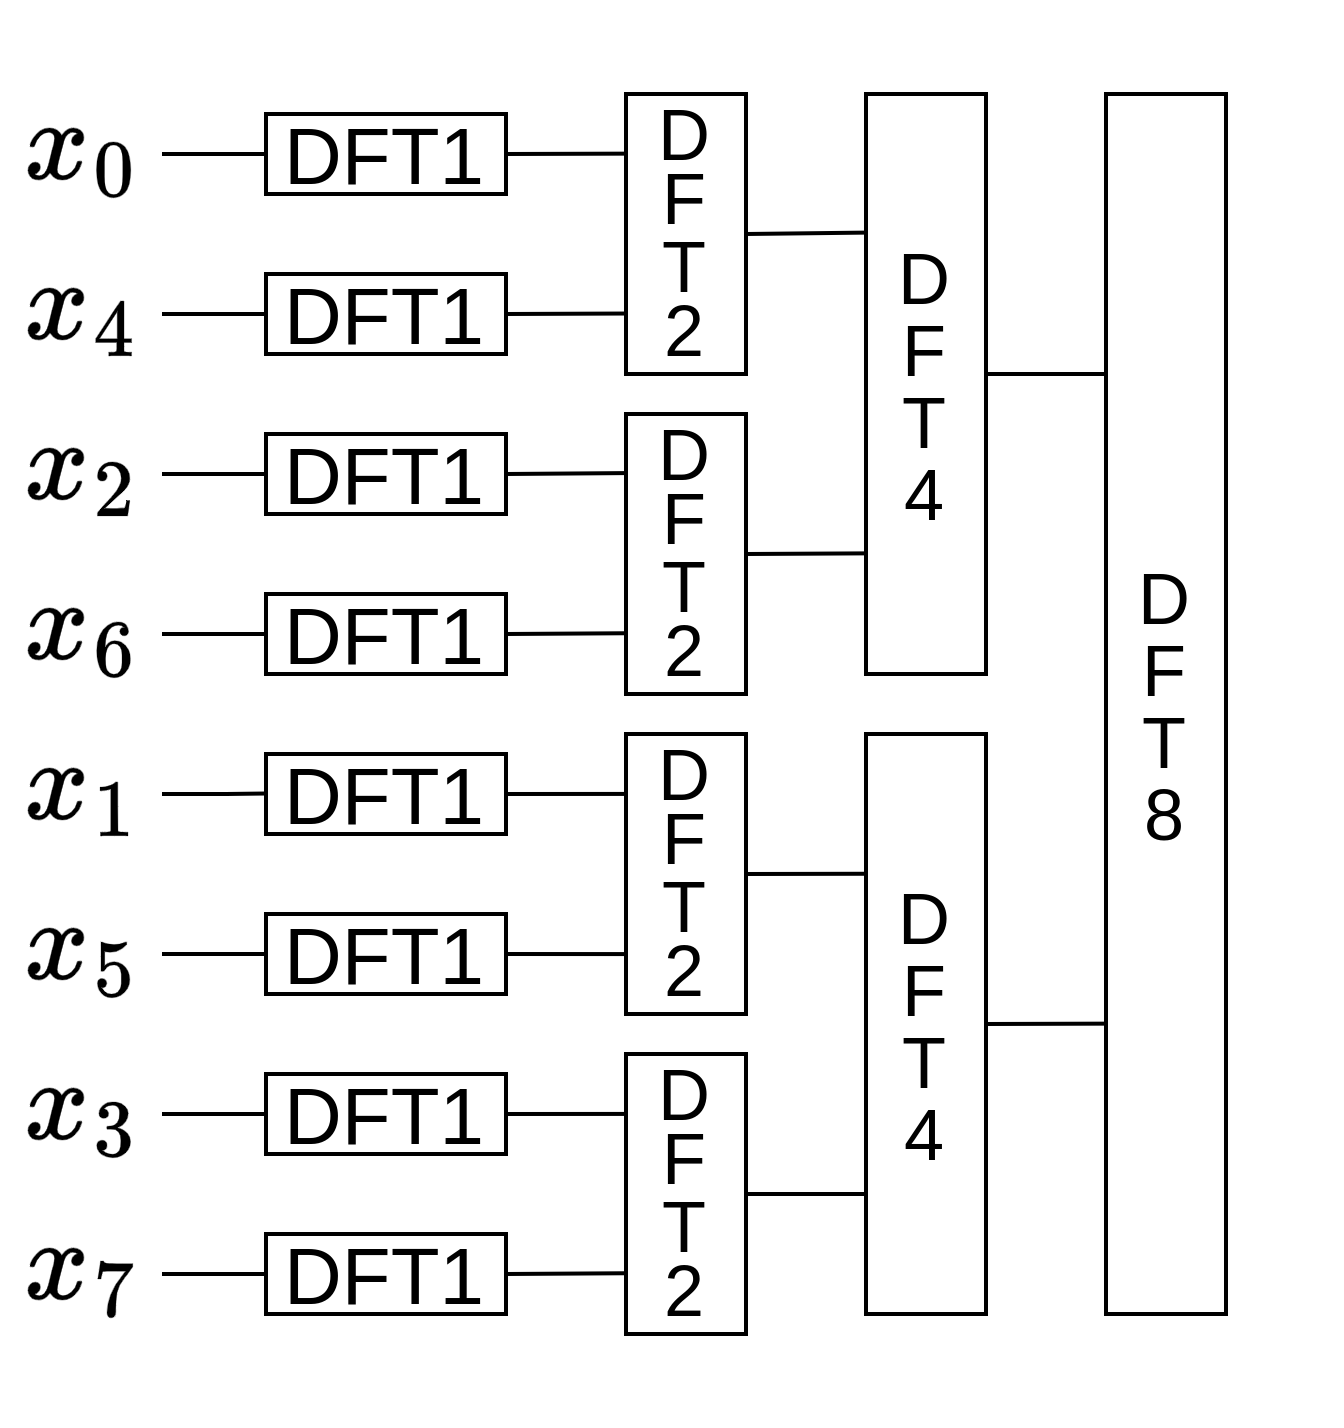 x0 DFT1
x4 DFT1
x2 DFT1
x6 DFT1
x1 DFT1
x5 DFT1
x3 DFT1
x7 DFT1
DFT2
DFT2
DFT2
DFT2
DFT4
DFT4
DFT8